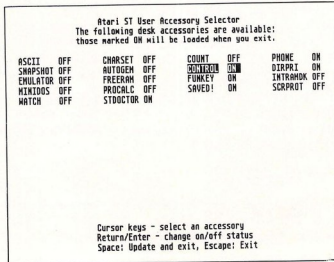 Atari ST User Accessory Selector
The following desk accessories are available:
those marked ON will be loaded when you exit.
ASCII OFF CHARSET OFF COUNT OFF PHONE ON
SNAPSHOT OFF AUTOGEN OFF CONTROL ON DIRPRI ON
EMULATOR OFF FREERAM OFF FUNKEY ON INTRAMDK OFF
MINIDOS OFF PROCALC OFF SAVED! ON SCRPROT OFF
WATCH OFF STDOCTOR ON
Cursor keys - select an accessory
Return/Enter - change on/off status
Space: Update and exit, Escape: Exit